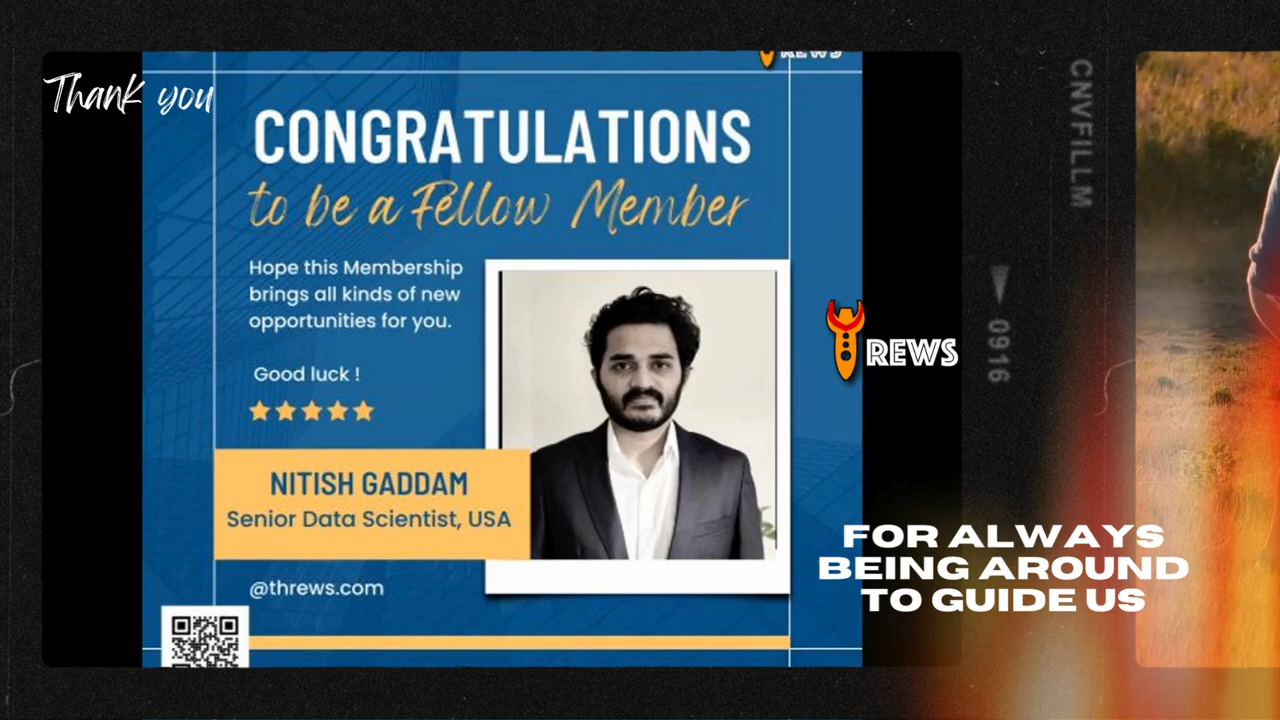 Thank you
REWS
CONGRATULATIONS
to be a Fellow Member
Hope this Membership
brings all kinds of new
opportunities for you.
Good luck !
NITISH GADDAM
Senior Data Scientist, USA
@threws.com
REWS
CNVFILLM
0916
FOR ALWAYS
BEING AROUND
TO GUIDE US